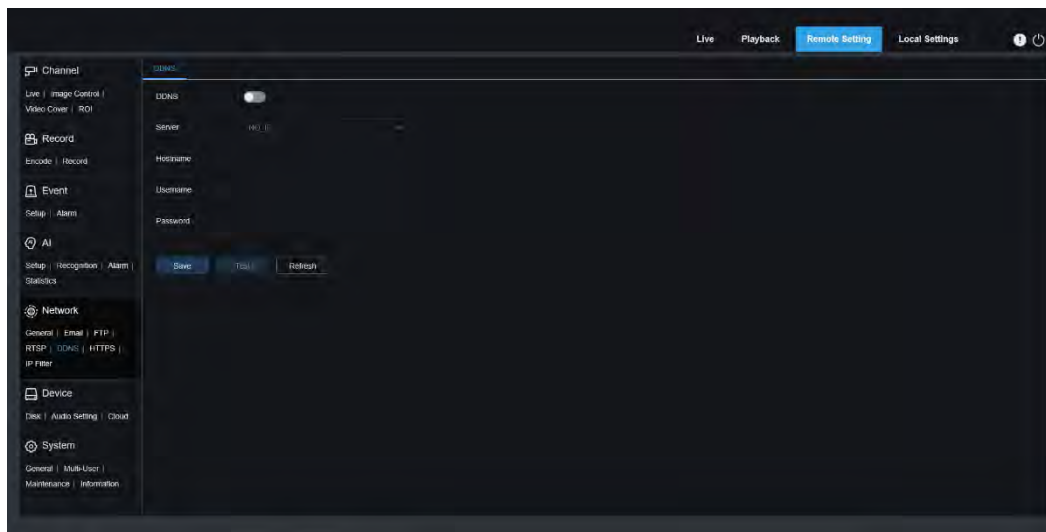 Live Playback Remote Setting Local Settings
Channel
Live | Image Control |
Video Cover | ROI
Record
Encode | Record
Event
Setup | Alarm
AI
Setup | Recognition | Alarm |
Statistics
Network
General | Email | FTP |
RTSP | DDNS | HTTPS |
IP Filter
Device
Disk | Audio Setting | Cloud
System
General | Multi-User |
Maintenance | Information
DDNS
DDNS
Server
Hostname
Username
Password
Save Test Refresh